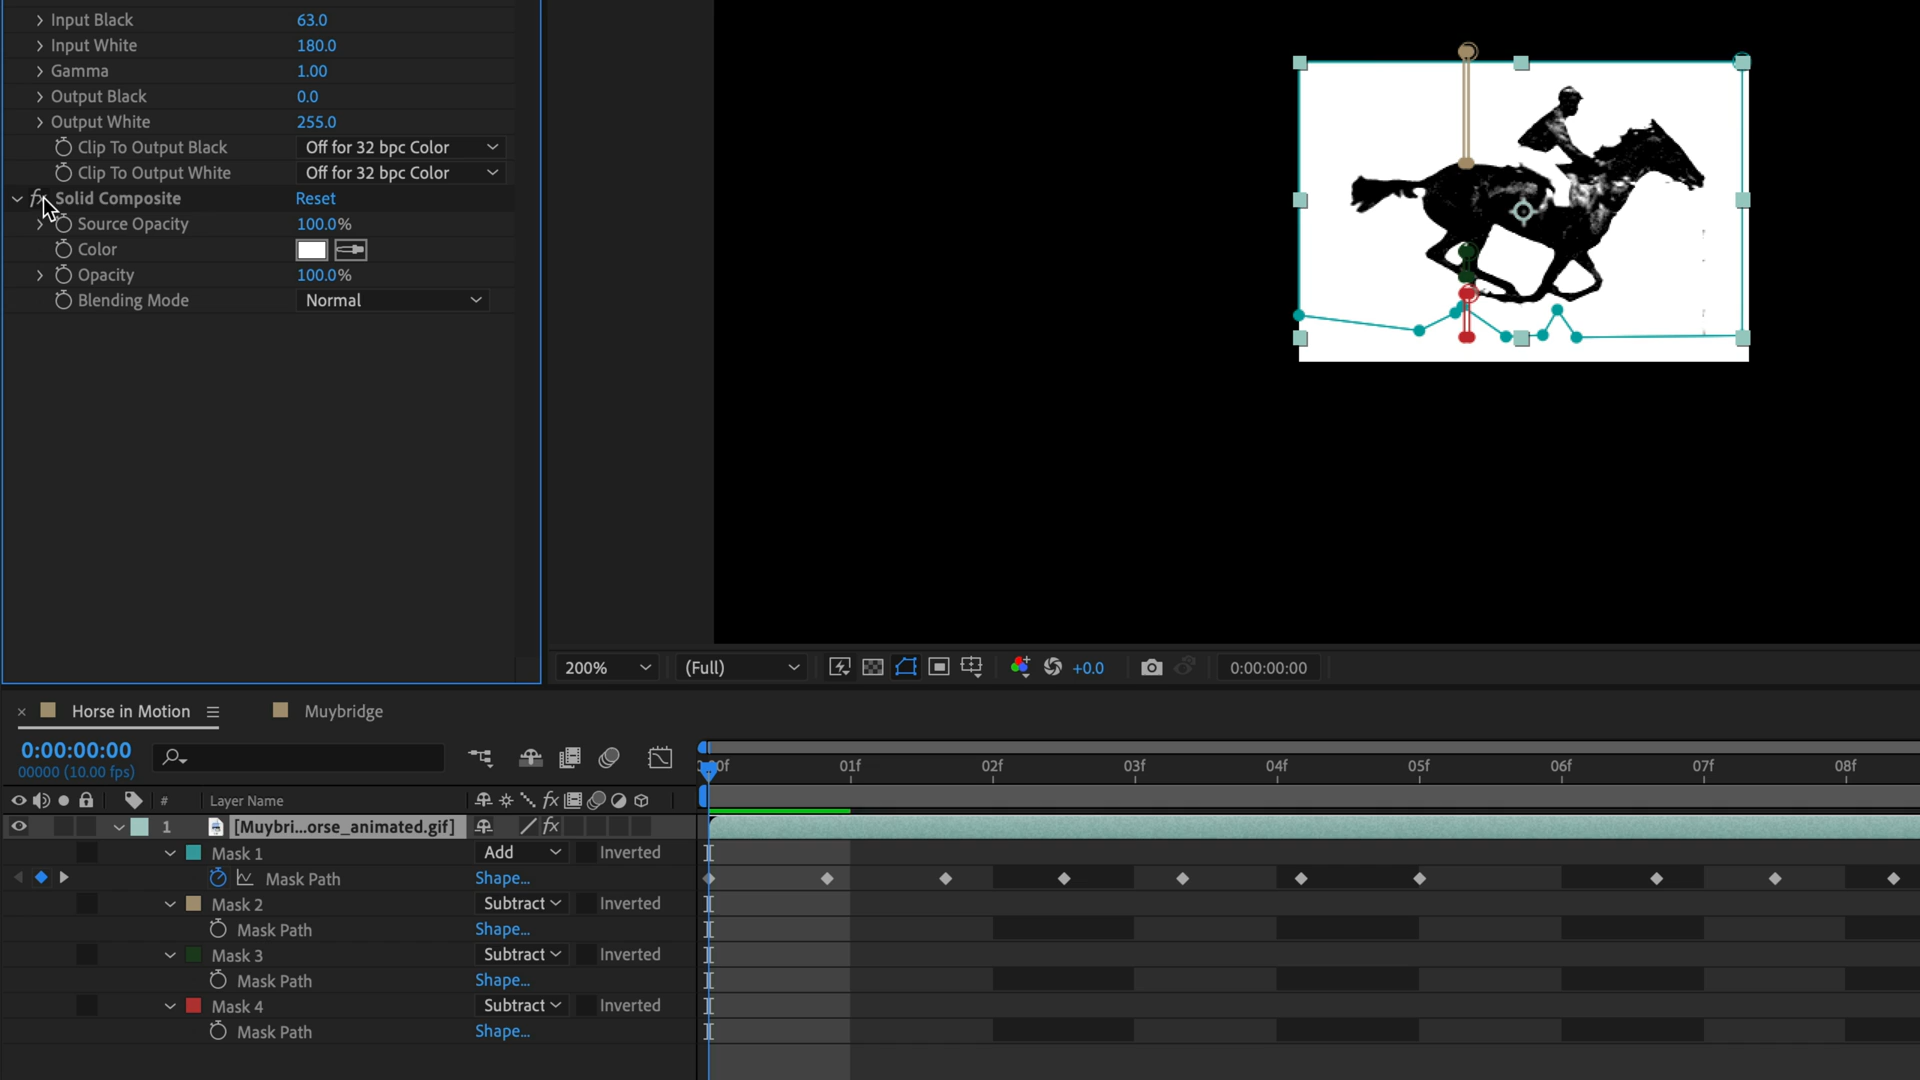 Input Black 63.0
Input White 180.0
Gamma 1.00
Output Black 0.0
Output White 255.0
Clip To Output Black Off for 32 bpc Color
Clip To Output White Off for 32 bpc Color
fx Solid Composite Reset
Source Opacity 100.0%
Color
Opacity 100.0%
Blending Mode Normal
200% (Full) +0.0 0:00:00:00
Horse in Motion Muybridge
0:00:00:00
00000 (10.00 fps)
01f 02f 03f 04f 05f 06f 07f 08f
# Layer Name fx
1 [Muybri...orse_animated.gif] fx
Mask 1 Add Inverted
Mask Path Shape...
Mask 2 Subtract Inverted
Mask Path Shape...
Mask 3 Subtract Inverted
Mask Path Shape...
Mask 4 Subtract Inverted
Mask Path Shape...